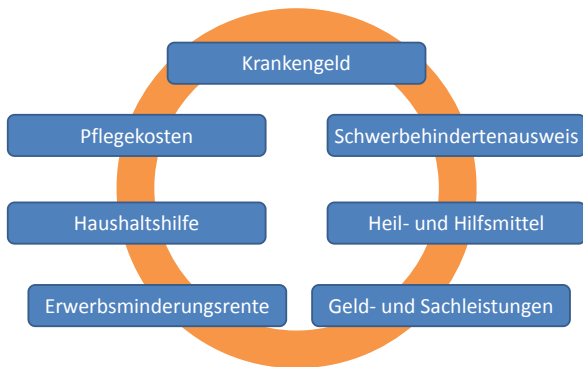 Krankengeld
Pflegekosten
Schwerbehindertenausweis
Haushaltshilfe
Heil- und Hilfsmittel
Erwerbsminderungsrente
Geld- und Sachleistungen